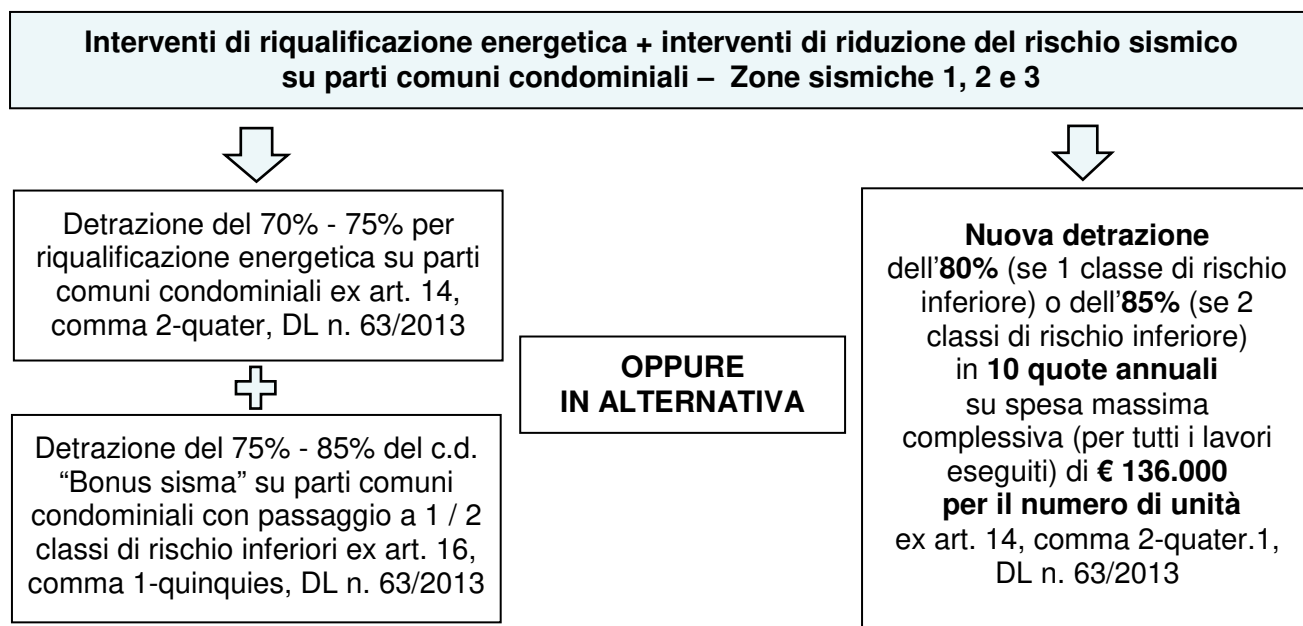 Interventi di riqualificazione energetica + interventi di riduzione del rischio sismico
su parti comuni condominiali – Zone sismiche 1, 2 e 3
Detrazione del 70% - 75% per
riqualificazione energetica su parti
comuni condominiali ex art. 14,
comma 2-quater, DL n. 63/2013
Detrazione del 75% - 85% del c.d.
“Bonus sisma” su parti comuni
condominiali con passaggio a 1 / 2
classi di rischio inferiori ex art. 16,
comma 1-quinquies, DL n. 63/2013
OPPURE
IN ALTERNATIVA
Nuova detrazione
dell'80% (se 1 classe di rischio
inferiore) o dell'85% (se 2
classi di rischio inferiore)
in 10 quote annuali
su spesa massima
complessiva (per tutti i lavori
eseguiti) di € 136.000
per il numero di unità
ex art. 14, comma 2-quater.1,
DL n. 63/2013